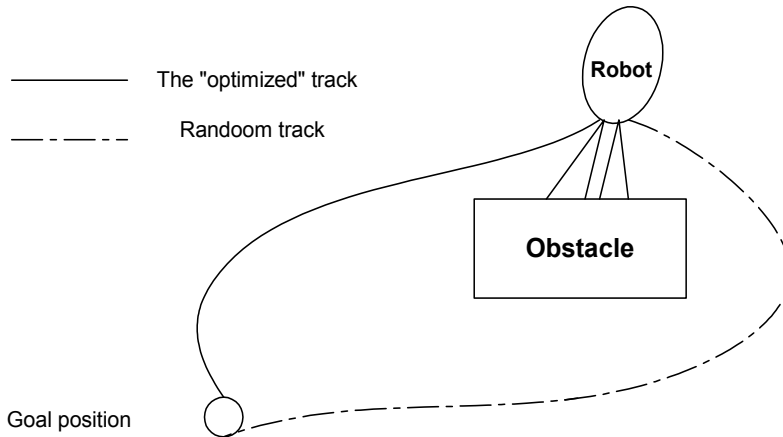 The "optimized" track
Randoom track
Robot
Obstacle
Goal position